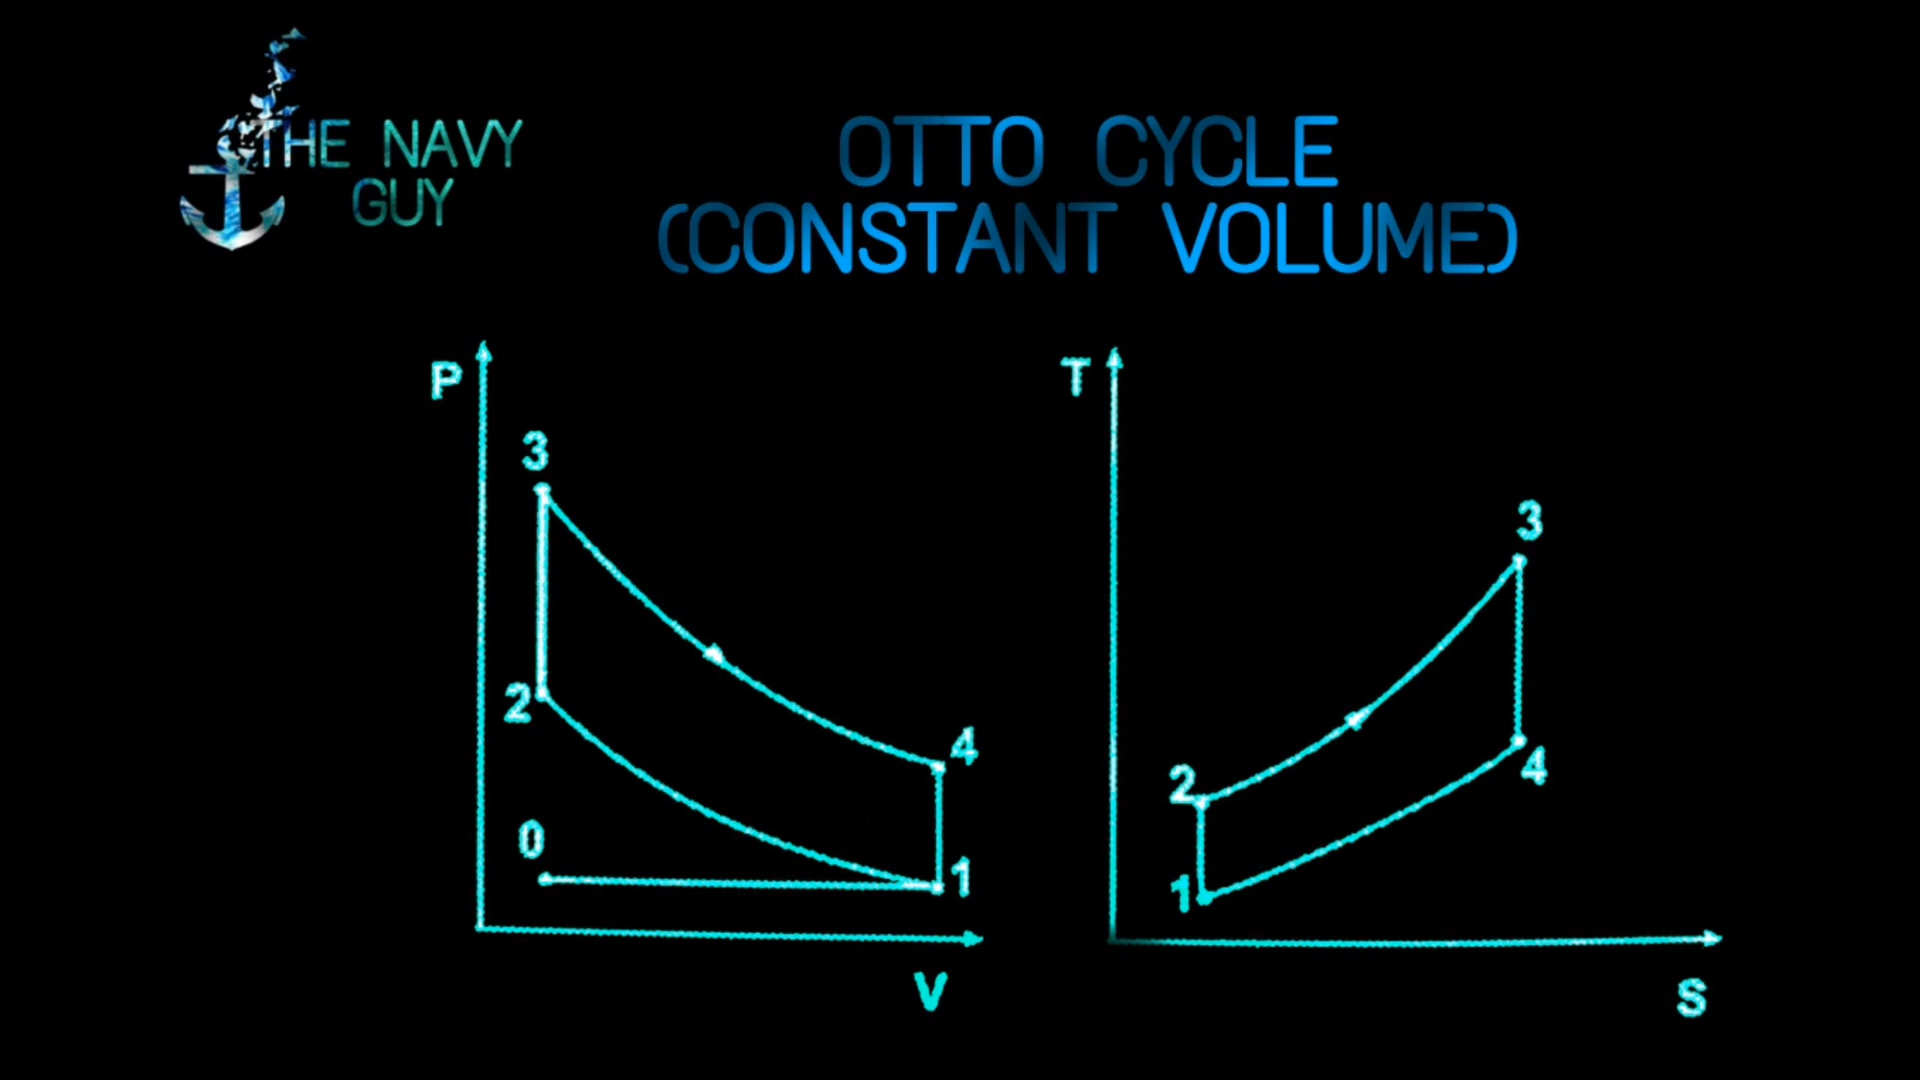 THE NAVY
GUY
OTTO CYCLE
(CONSTANT VOLUME)
P
3
2
4
0
1
V
T
3
2
4
1
S